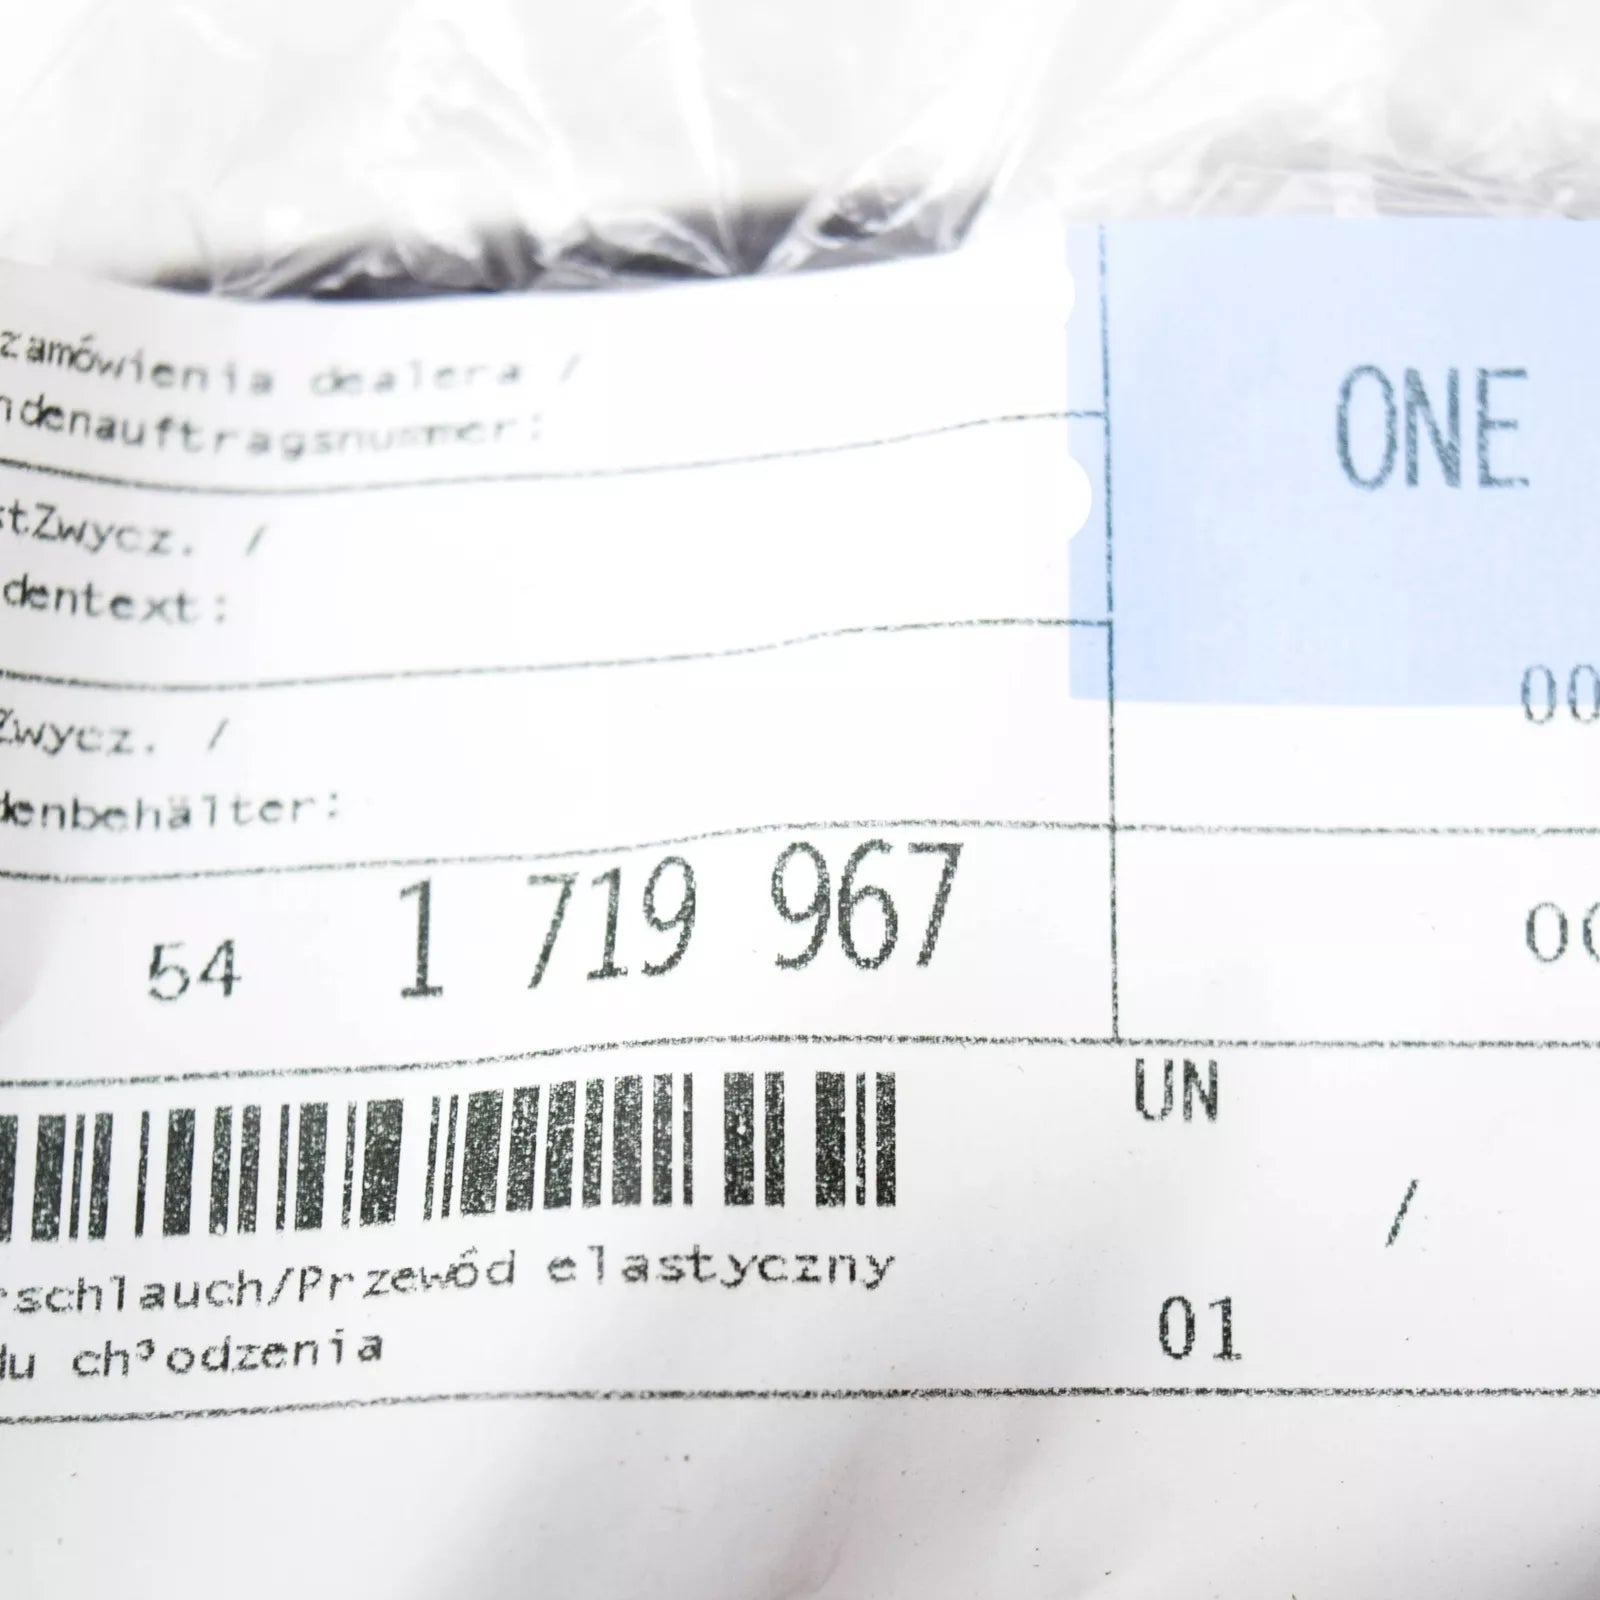 zamówienia dealera /
ndenauftragsnummer:
ONE
stZwycz. /
dentext:
00
Zwycz. /
denbehälter:
54 1 719 967
00
UN
/
rschlauch/Przewód elastyczny
du ch³odzenia
01